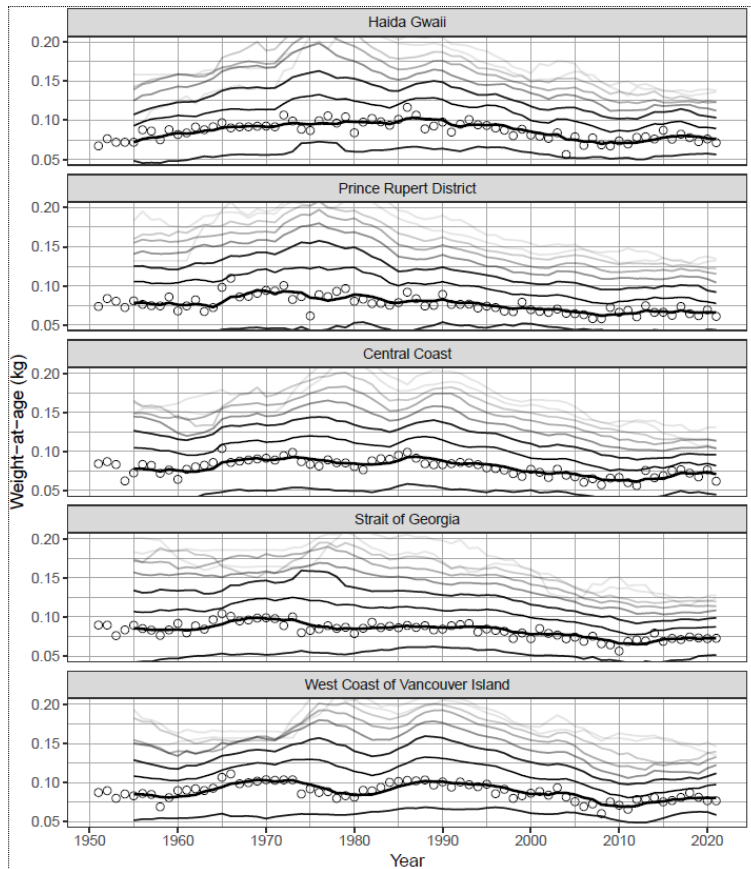 Haida Gwaii
0.20
0.15
0.10
0.05
Prince Rupert District
0.20
0.15
0.10
0.05
Central Coast
0.20
0.15
0.10
0.05
Strait of Georgia
0.20
0.15
0.10
0.05
West Coast of Vancouver Island
0.20
0.15
0.10
0.05
1950 1960 1970 1980 1990 2000 2010 2020
Year
Weight−at−age (kg)